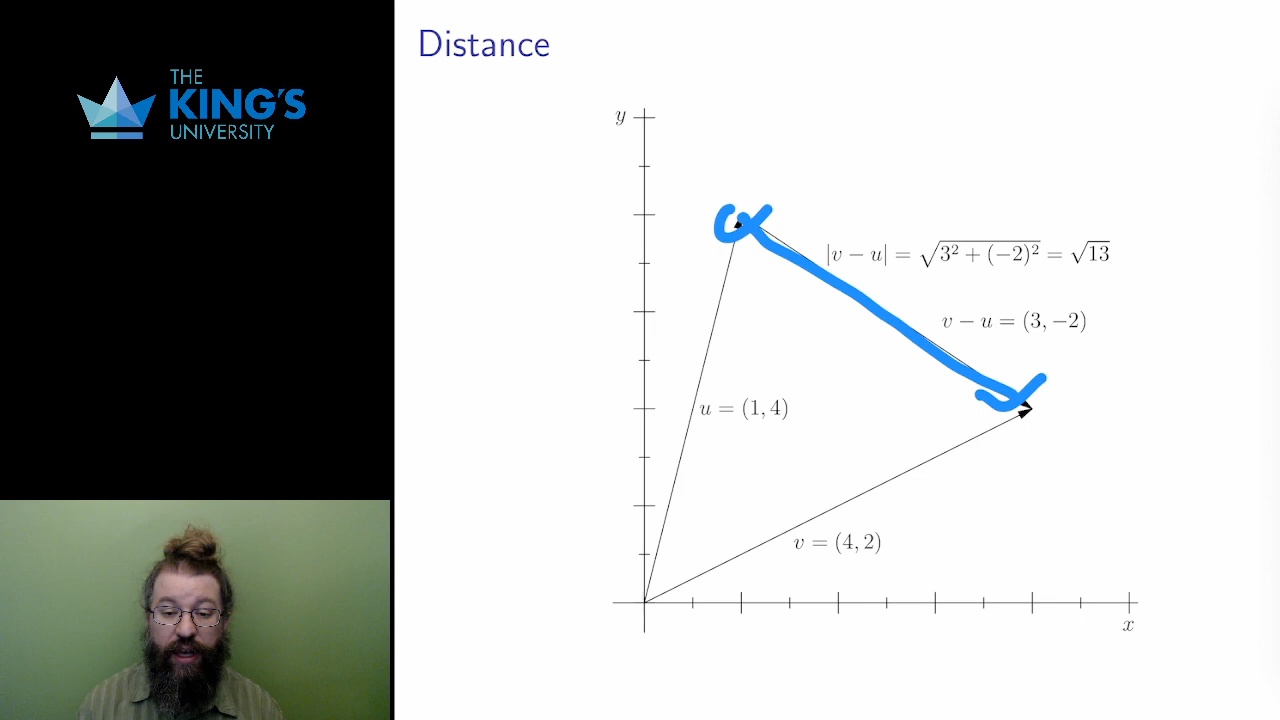 THE
KING'S
UNIVERSITY
Distance
y
|v − u| = √(3² + (−2)²) = √13
v − u = (3, −2)
u = (1, 4)
v = (4, 2)
x